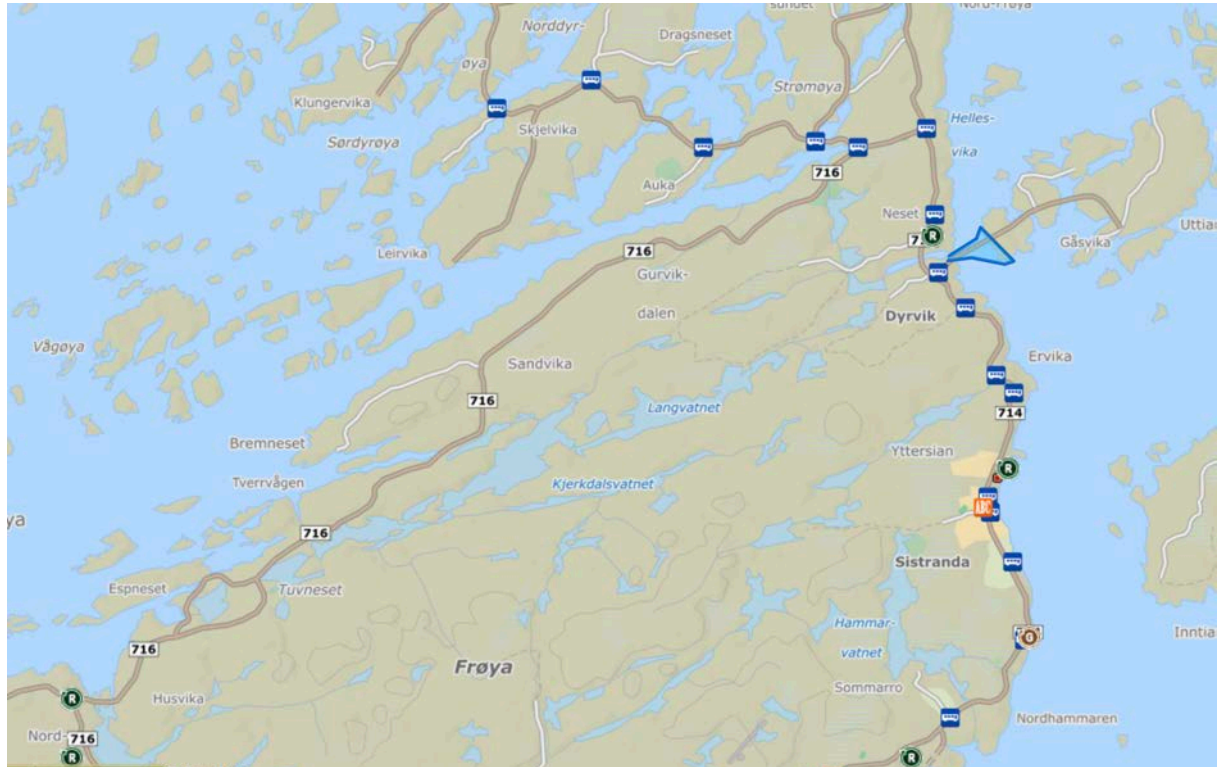 sundet
Nord-Frøya
Norddyr-
øya
Dragsneset
Klungervika
Strømøya
Sørdyrøya
Skjelvika
Helles-
vika
716
Auka
Neset
Leirvika
716
Gåsvika
R
Gurvik-
dalen
Dyrvik
Vågøya
Sandvika
Ervika
716
Langvatnet
714
Bremneset
Yttersian
R
Tverrvågen
Kjerkdalsvatnet
ABC
716
Sistranda
Espneset
Tuvneset
Hammar-
vatnet
G
716
Frøya
Sommarro
R
Husvika
Nordhammaren
Nord-
716
R
R